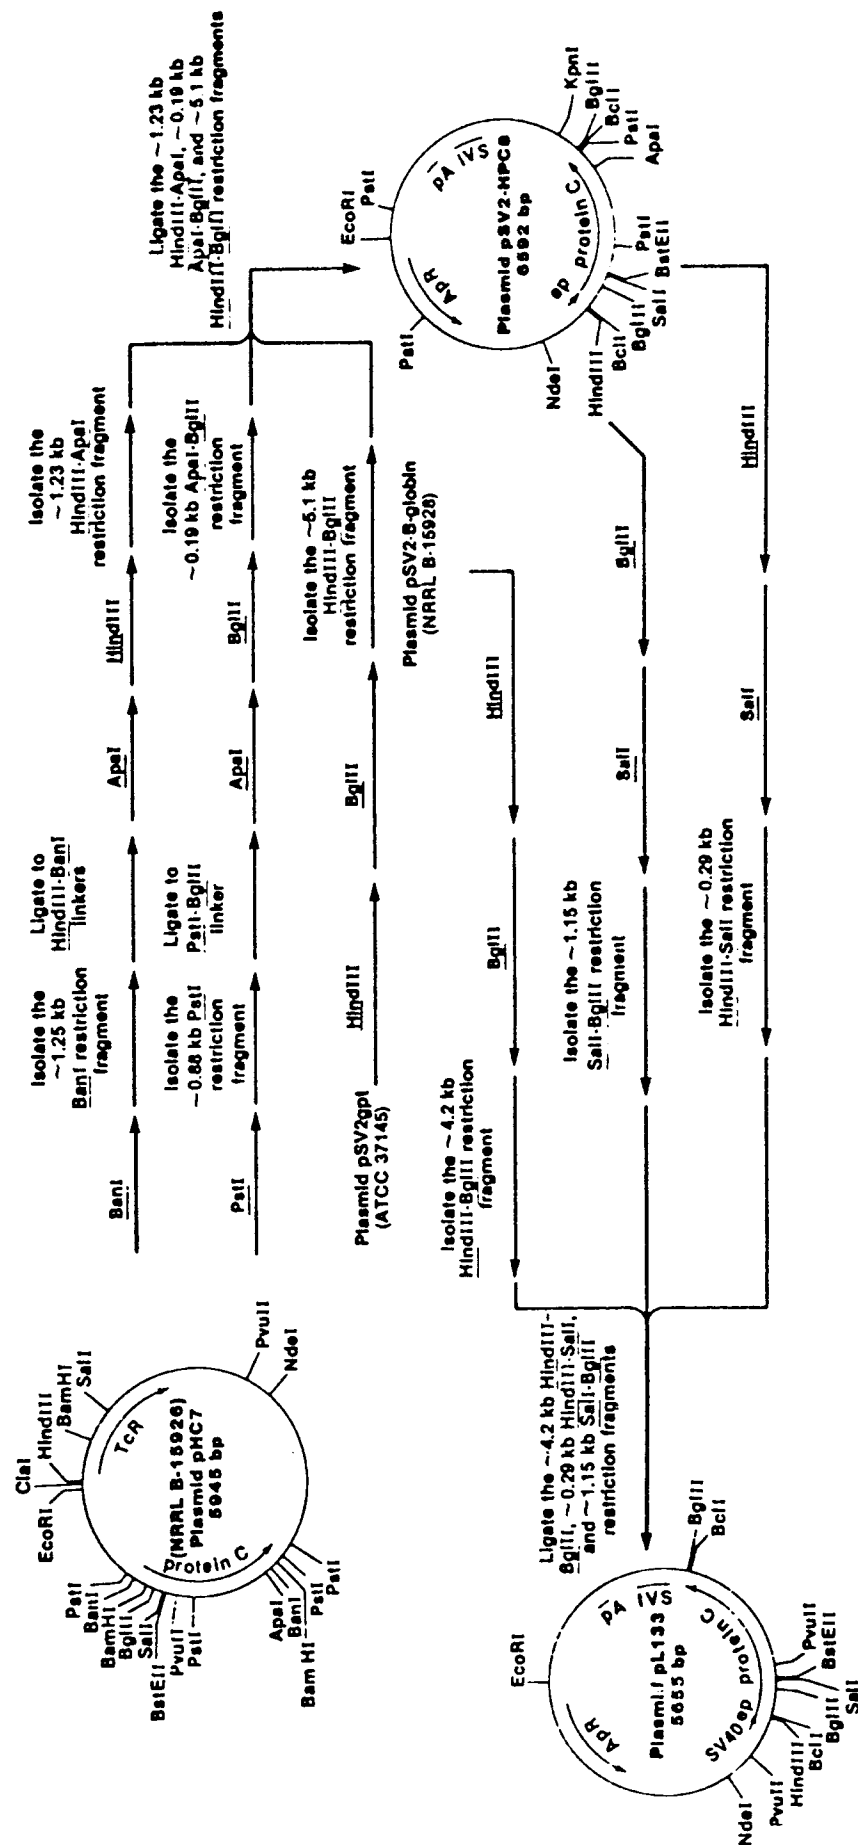 EcoRI
ClaI
HindIII
BamHI
SalI
TcR
PvuII
NdeI
(NRRL B-15926)
Plasmid pHC7
5945 bp
protein C
PstI
BanI
BamHI
BglII
SalI
BstEII
PvuII
PstI
ApaI
BanI
BamHI
PstI
PstI
BanI
Isolate the
~1.25 kb
BanI restriction
fragment
Ligate to
HindIII-BanI
linkers
ApaI
HindIII
Isolate the
~1.23 kb
HindIII-ApaI
restriction fragment
PstI
Isolate the
~0.88 kb PstI
restriction
fragment
Ligate to
PstI-BglII
linker
ApaI
BglII
Isolate the
~0.19 kb ApaI-BglII
restriction
fragment
Plasmid pSV2gpt
(ATCC 37145)
HindIII
BglII
Isolate the ~5.1 kb
HindIII-BglII
restriction fragment
Ligate the ~1.23 kb
HindIII-ApaI, ~0.19 kb
ApaI-BglII, and ~5.1 kb
HindIII-BglII restriction fragments
EcoRI
PstI
PstI
ApR
pA IVS
Plasmid pSV2-HPC8
6592 bp
ep protein C
NdeI
HindIII
BclI
BglII
SalI
BstEII
PstI
ApaI
PstI
BclI
BglII
KpnI
Plasmid pSV2-B-globin
(NRRL B-15928)
HindIII
BglII
Isolate the ~4.2 kb
HindIII-BglII restriction
fragment
BglII
SalI
Isolate the ~1.15 kb
SalI-BglII restriction
fragment
HindIII
SalI
Isolate the ~0.29 kb
HindIII-SalI restriction
fragment
Ligate the ~4.2 kb HindIII-
BglII, ~0.29 kb HindIII-SalI,
and ~1.15 kb SalI-BglII
restriction fragments
EcoRI
ApR
pA IVS
Plasmid pL133
5655 bp
SV40ep protein C
BglII
BclI
PvuII
BstEII
SalI
BglII
BclI
HindIII
PvuII
NdeI